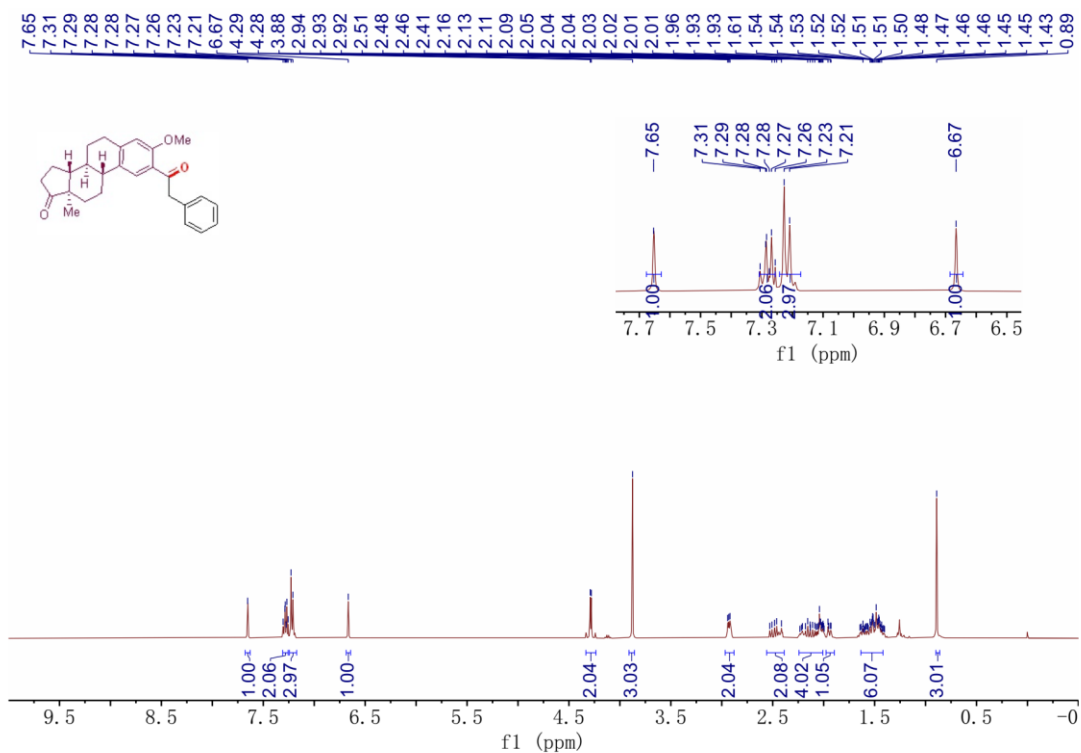 7.65 7.31 7.29 7.28 7.28 7.27 7.26 7.23 7.21 6.67 4.29 4.28 3.88 2.94 2.93 2.92 2.51 2.48 2.46 2.41 2.16 2.13 2.11 2.09 2.05 2.04 2.04 2.03 2.02 2.01 2.01 1.96 1.93 1.93 1.61 1.54 1.54 1.53 1.52 1.52 1.51 1.51 1.50 1.48 1.47 1.46 1.46 1.45 1.45 1.43 0.89
OMe
H
H
O
H
O
Me
7.65 7.31 7.29 7.28 7.28 7.27 7.26 7.23 7.21 6.67
1.00 2.06 2.97 1.00
7.7 7.5 7.3 7.1 6.9 6.7 6.5
f1 (ppm)
1.00 2.06 2.97 1.00 2.04 3.03 2.04 2.08 4.02 1.05 6.07 3.01
9.5 8.5 7.5 6.5 5.5 4.5 3.5 2.5 1.5 0.5 -0
f1 (ppm)